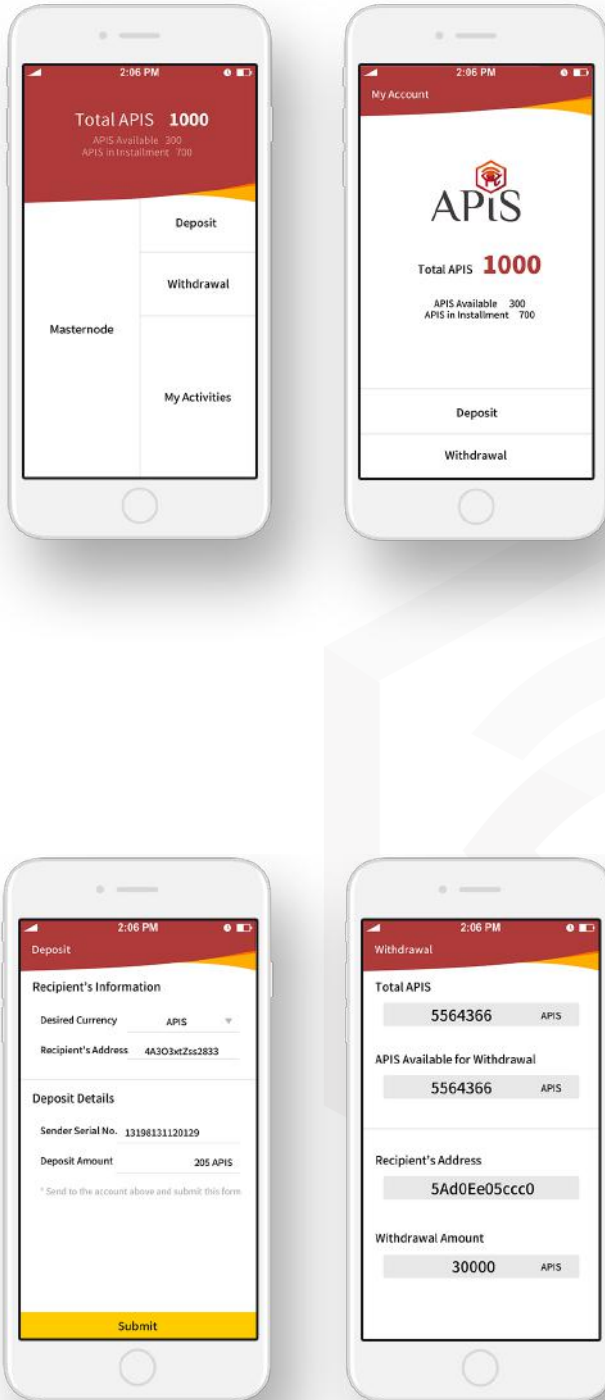 2:06 PM
Total APIS 1000
APIS Available 300
APIS in Installment 700
Deposit
Withdrawal
Masternode
My Activities
2:06 PM
My Account
APiS
Total APIS 1000
APIS Available 300
APIS in Installment 700
Deposit
Withdrawal
2:06 PM
Deposit
Recipient's Information
Desired Currency APIS
Recipient's Address 4A3O3xtZss2833
Deposit Details
Sender Serial No. 13198131120129
Deposit Amount 205 APIS
* Send to the account above and submit this form
Submit
2:06 PM
Withdrawal
Total APIS
5564366 APIS
APIS Available for Withdrawal
5564366 APIS
Recipient's Address
5Ad0Ee05ccc0
Withdrawal Amount
30000 APIS